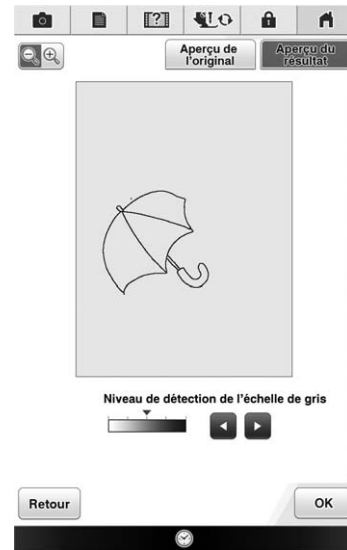 [?]
Aperçu de
l'original
Aperçu du
résultat
Niveau de détection de l'échelle de gris
Retour
OK